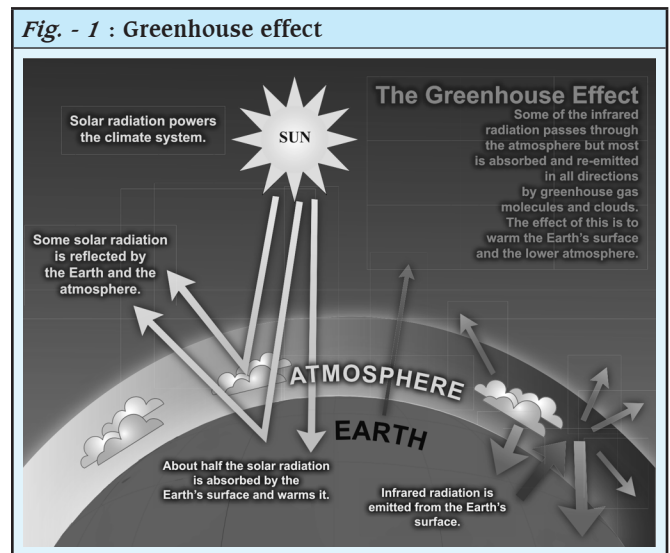 Fig. - 1 : Greenhouse effect
The Greenhouse Effect
Some of the infrared
radiation passes through
the atmosphere but most
is absorbed and re-emitted
in all directions
by greenhouse gas
molecules and clouds.
The effect of this is to
warm the Earth's surface
and the lower atmosphere.
Solar radiation powers
the climate system.
SUN
Some solar radiation
is reflected by
the Earth and the
atmosphere.
ATMOSPHERE
EARTH
About half the solar radiation
is absorbed by the
Earth's surface and warms it.
Infrared radiation is
emitted from the Earth's
surface.